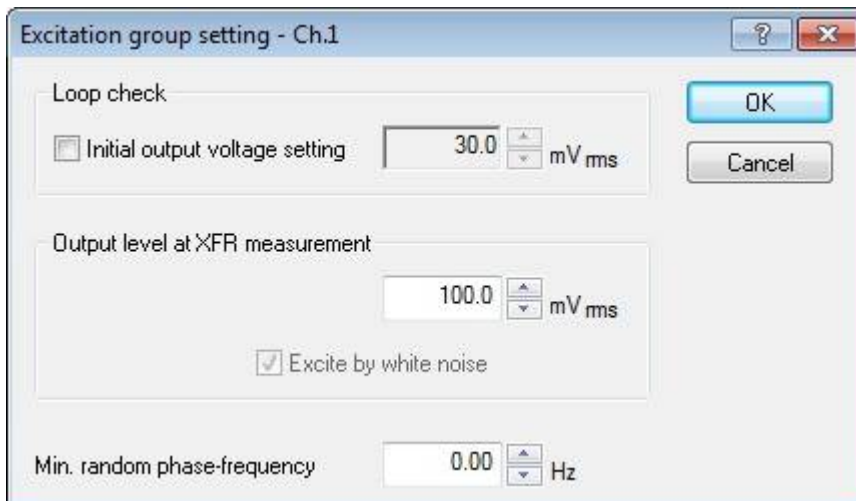 Excitation group setting - Ch.1
Loop check
Initial output voltage setting 30.0 mV rms
OK
Cancel
Output level at XFR measurement
100.0 mV rms
Excite by white noise
Min. random phase-frequency 0.00 Hz